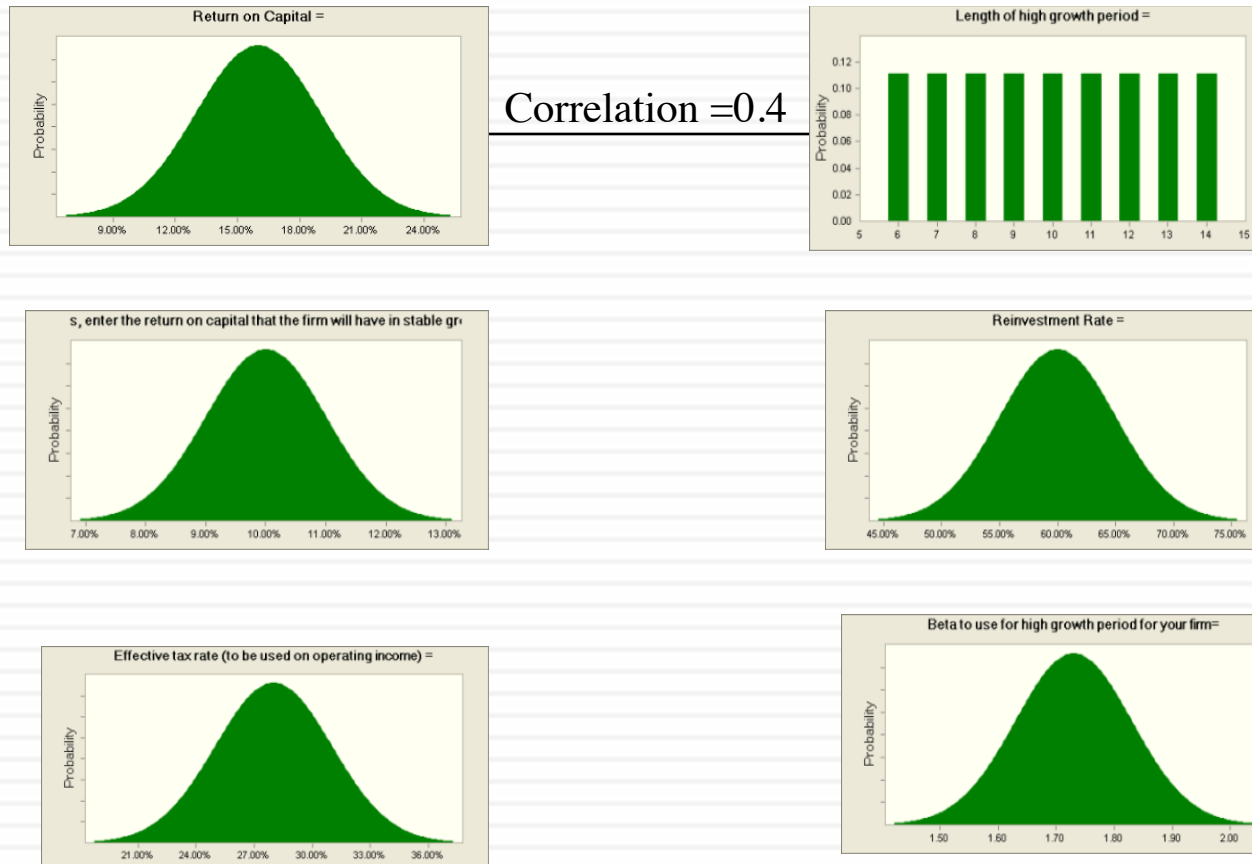 Return on Capital =
Probability
9.00% 12.00% 15.00% 18.00% 21.00% 24.00%
Correlation =0.4
Length of high growth period =
Probability
0.12
0.10
0.08
0.06
0.04
0.02
0.00
5 6 7 8 9 10 11 12 13 14 15
s, enter the return on capital that the firm will have in stable gr
Probability
7.00% 8.00% 9.00% 10.00% 11.00% 12.00% 13.00%
Reinvestment Rate =
Probability
45.00% 50.00% 55.00% 60.00% 65.00% 70.00% 75.00%
Effective tax rate (to be used on operating income) =
Probability
21.00% 24.00% 27.00% 30.00% 33.00% 36.00%
Beta to use for high growth period for your firm=
Probability
1.50 1.60 1.70 1.80 1.90 2.00